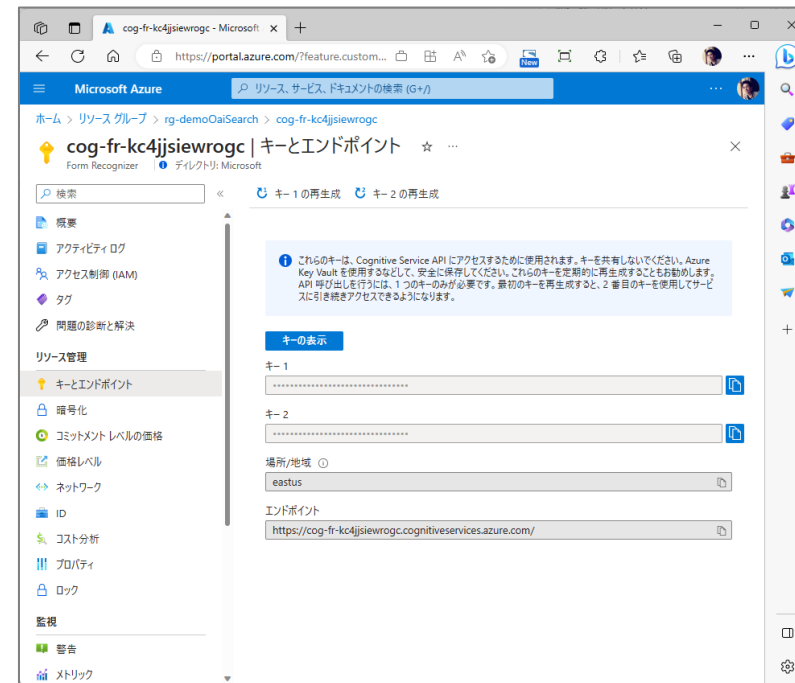 cog-fr-kc4jjsiewrogc - Microsoft
https://portal.azure.com/?feature.custom...
New
Microsoft Azure
リソース、サービス、ドキュメントの検索 (G+/)
ホーム > リソース グループ > rg-demoOaiSearch > cog-fr-kc4jjsiewrogc
cog-fr-kc4jjsiewrogc | キーとエンドポイント
Form Recognizer
ディレクトリ: Microsoft
検索
キー 1 の再生成
キー 2 の再生成
概要
アクティビティ ログ
アクセス制御 (IAM)
タグ
問題の診断と解決
リソース管理
キーとエンドポイント
暗号化
コミットメント レベルの価格
価格レベル
ネットワーク
ID
コスト分析
プロパティ
ロック
監視
警告
メトリック
これらのキーは、Cognitive Service API にアクセスするために使用されます。キーを共有しないでください。Azure
Key Vault を使用するなどして、安全に保存してください。これらのキーを定期的に再生成することもお勧めします。
API 呼び出しを行うには、1 つのキーのみが必要です。最初のキーを再生成すると、2 番目のキーを使用してサービ
スに引き続きアクセスできるようになります。
キーの表示
キー 1
キー 2
場所/地域
eastus
エンドポイント
https://cog-fr-kc4jjsiewrogc.cognitiveservices.azure.com/